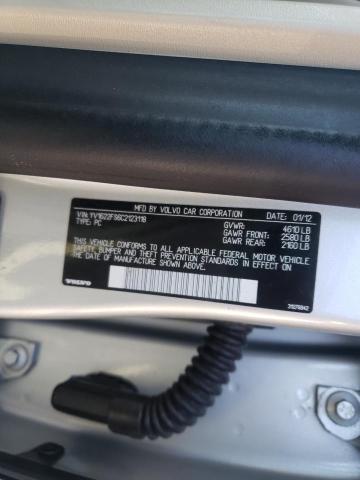 MFD BY VOLVO CAR CORPORATION DATE: 01/12
VIN: YV1622FS6C2123118 GVWR: 4610 LB
TYPE: PC GAWR FRONT: 2580 LB
GAWR REAR: 2160 LB
THIS VEHICLE CONFORMS TO ALL APPLICABLE FEDERAL MOTOR VEHICLE
SAFETY, BUMPER AND THEFT PREVENTION STANDARDS IN EFFECT ON
THE DATE OF MANUFACTURE SHOWN ABOVE.
VOLVO